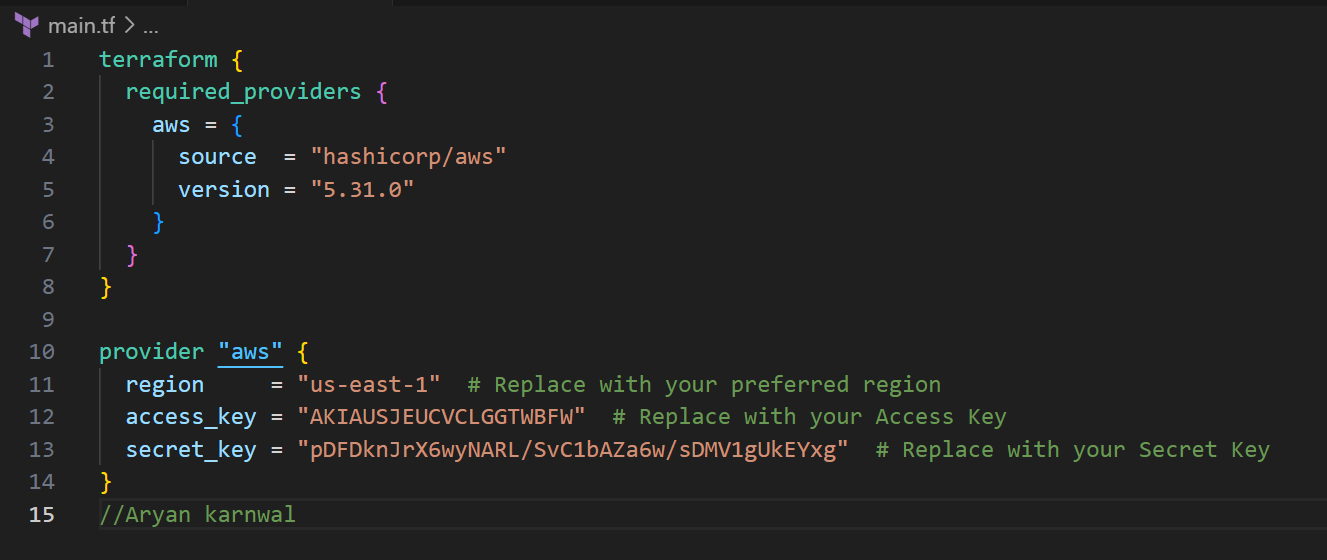 main.tf > ...
1 terraform {
2 required_providers {
3 aws = {
4 source = "hashicorp/aws"
5 version = "5.31.0"
6 }
7 }
8 }
9
10 provider "aws" {
11 region = "us-east-1" # Replace with your preferred region
12 access_key = "AKIAUSJEUCVCLGGTWBFW" # Replace with your Access Key
13 secret_key = "pDFDknJrX6wyNARL/SvC1bAZa6w/sDMV1gUkEYxg" # Replace with your Secret Key
14 }
15 //Aryan karnwal